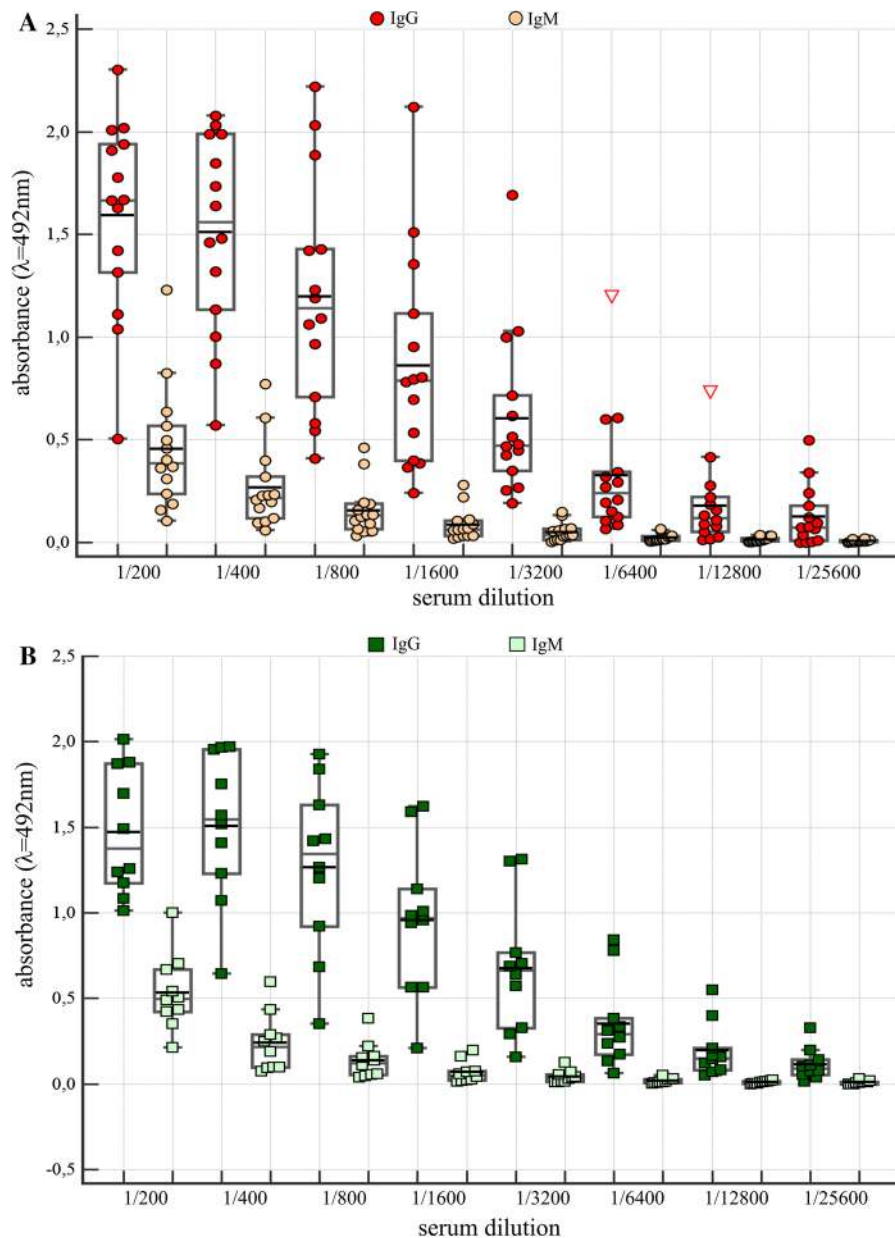 A
IgG IgM
2,5
2,0
1,5
1,0
0,5
0,0
absorbance (λ=492nm)
1/200 1/400 1/800 1/1600 1/3200 1/6400 1/12800 1/25600
serum dilution
B
IgG IgM
2,5
2,0
1,5
1,0
0,5
0,0
-0,5
absorbance (λ=492nm)
1/200 1/400 1/800 1/1600 1/3200 1/6400 1/12800 1/25600
serum dilution